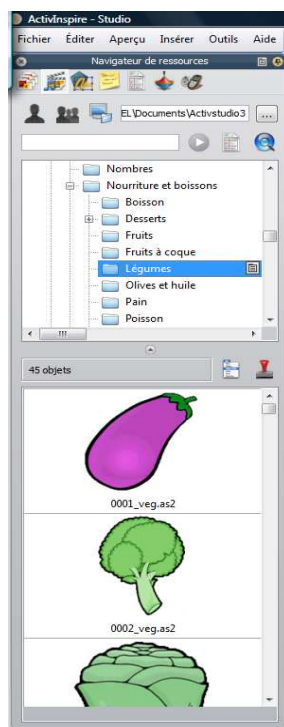 ActivInspire - Studio
Fichier Éditer Aperçu Insérer Outils Aide
Navigateur de ressources
EL\Documents\Activstudio3 ...
Nombres
Nourriture et boissons
Boisson
Desserts
Fruits
Fruits à coque
Légumes
Olives et huile
Pain
Poisson
45 objets
0001_veg.as2
0002_veg.as2